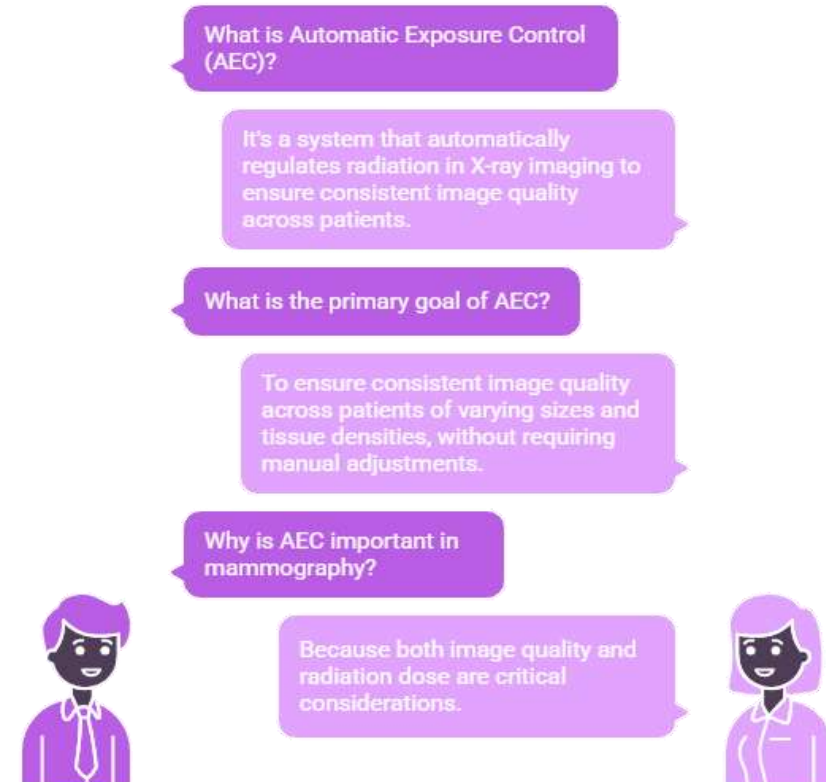 What is Automatic Exposure Control
(AEC)?
It's a system that automatically
regulates radiation in X-ray imaging to
ensure consistent image quality
across patients.
What is the primary goal of AEC?
To ensure consistent image quality
across patients of varying sizes and
tissue densities, without requiring
manual adjustments.
Why is AEC important in
mammography?
Because both image quality and
radiation dose are critical
considerations.